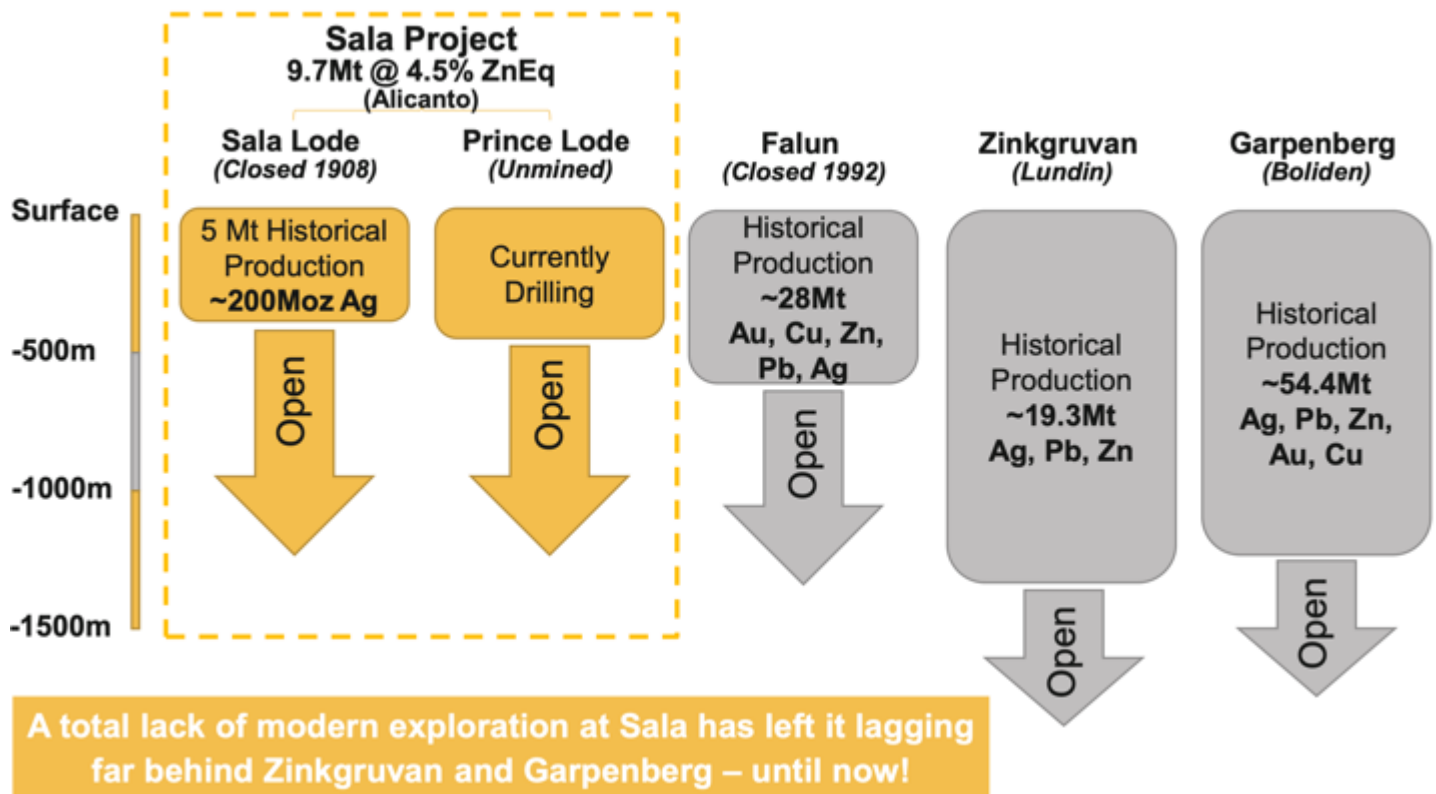 Sala Project
9.7Mt @ 4.5% ZnEq
(Alicanto)
Sala Lode
(Closed 1908)
Prince Lode
(Unmined)
Falun
(Closed 1992)
Zinkgruvan
(Lundin)
Garpenberg
(Boliden)
Surface
-500m
-1000m
-1500m
5 Mt Historical
Production
~200Moz Ag
Open
Currently
Drilling
Open
Historical
Production
~28Mt
Au, Cu, Zn,
Pb, Ag
Open
Historical
Production
~19.3Mt
Ag, Pb, Zn
Open
Historical
Production
~54.4Mt
Ag, Pb, Zn,
Au, Cu
Open
A total lack of modern exploration at Sala has left it lagging
far behind Zinkgruvan and Garpenberg – until now!